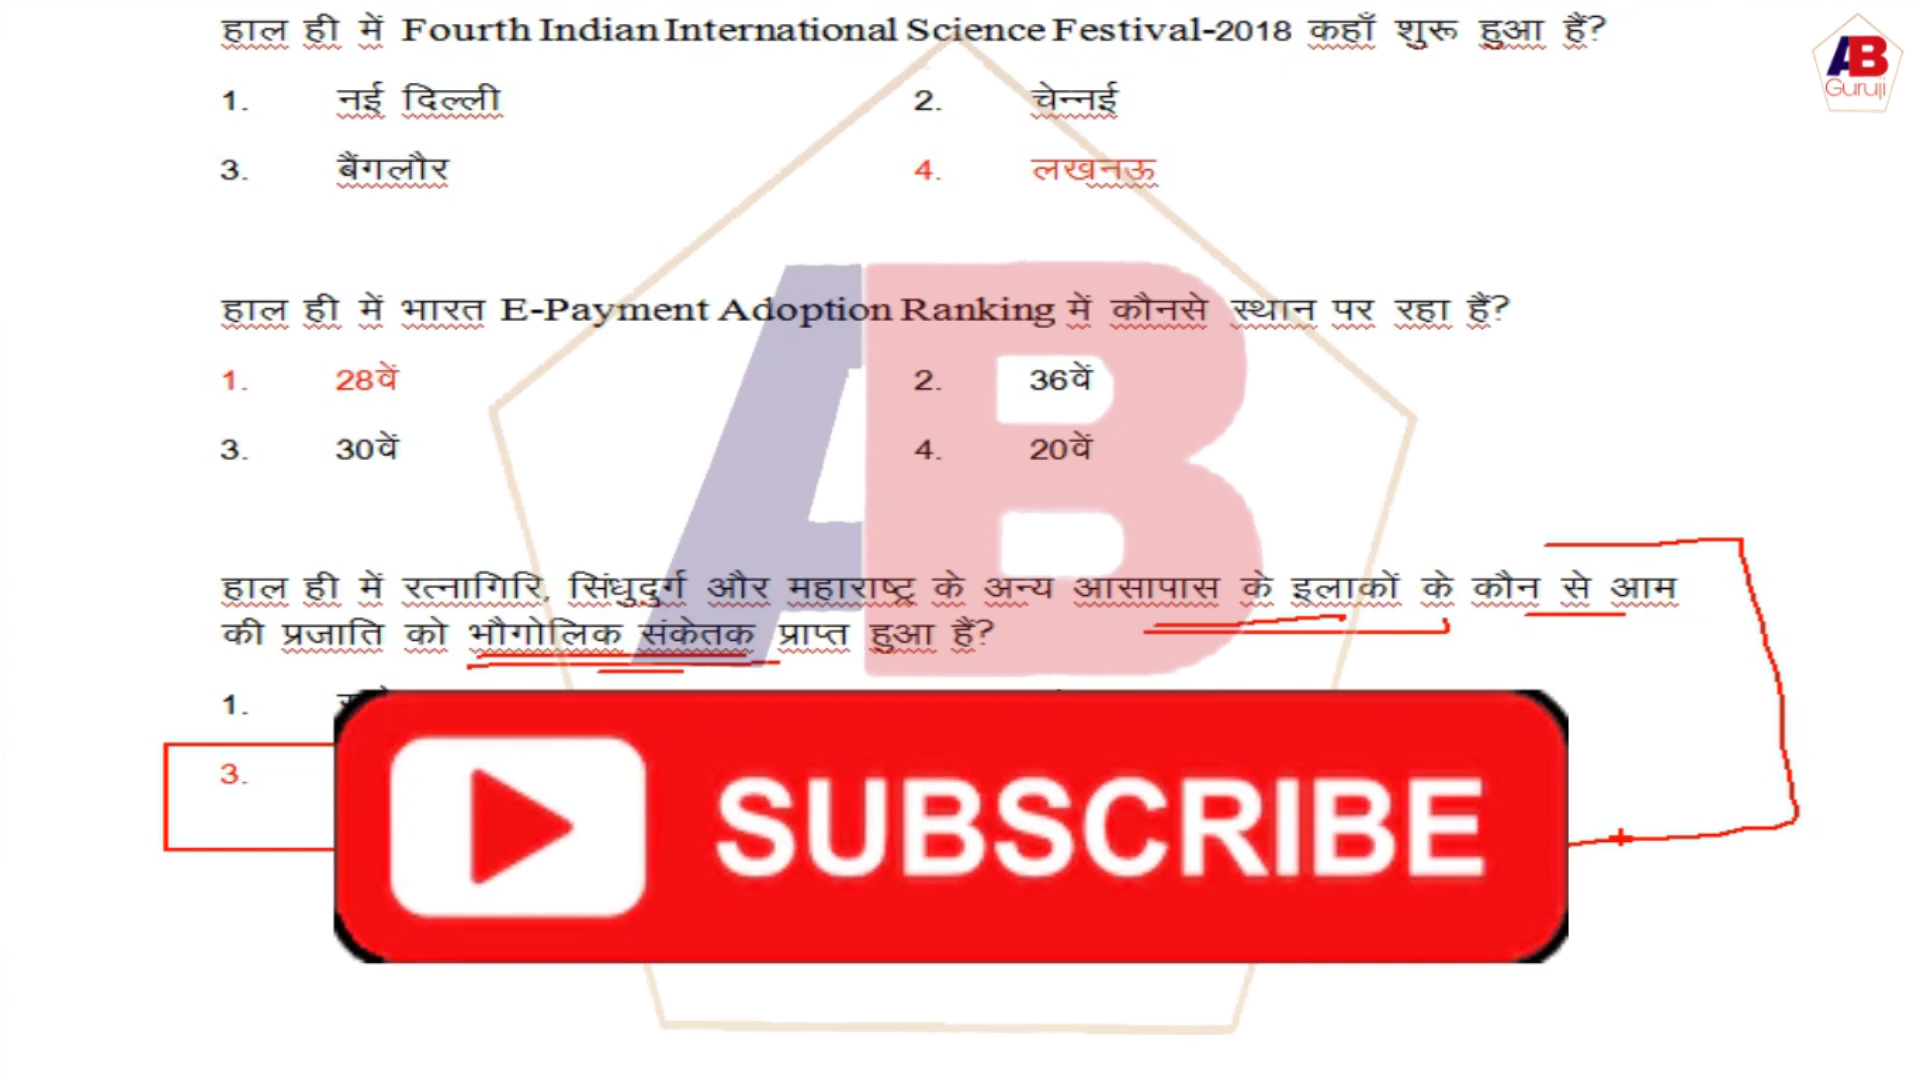 हाल ही में Fourth Indian International Science Festival-2018 कहाँ शुरू हुआ हैं?
AB
Guruji
1. नई दिल्ली 2. चेन्नई
3. बैंगलौर 4. लखनऊ
हाल ही में भारत E-Payment Adoption Ranking में कौनसे स्थान पर रहा हैं?
1. 28वें 2. 36वें
3. 30वें 4. 20वें
हाल ही में रत्नागिरि, सिंधुदुर्ग और महाराष्ट्र के अन्य आसापास के इलाकों के कौन से आम
की प्रजाति को भौगोलिक संकेतक प्राप्त हुआ हैं?
1.
3.
SUBSCRIBE
AB